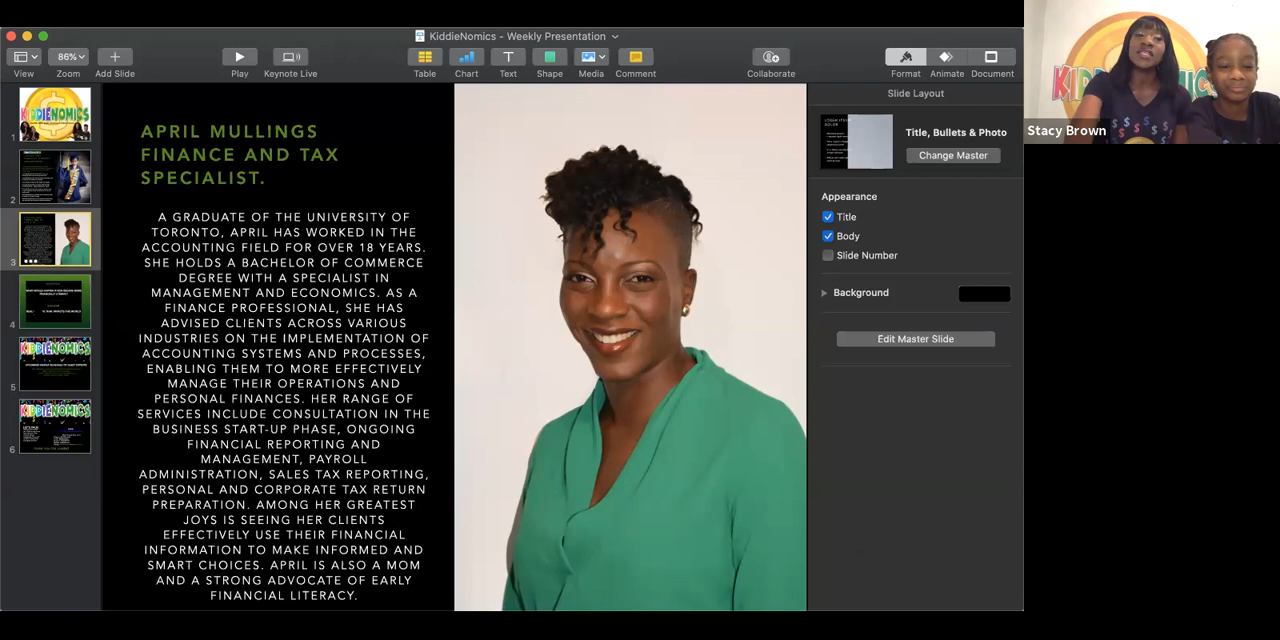 KiddieNomics - Weekly Presentation
86%
View
Zoom
Add Slide
Play
Keynote Live
Table
Chart
Text
Shape
Media
Comment
Collaborate
Format
Animate
Document
KIDDIENOMICS
1
2
3
4
KIDDIENOMICS
5
KIDDIENOMICS
6
APRIL MULLINGS
FINANCE AND TAX
SPECIALIST.
A GRADUATE OF THE UNIVERSITY OF
TORONTO, APRIL HAS WORKED IN THE
ACCOUNTING FIELD FOR OVER 18 YEARS.
SHE HOLDS A BACHELOR OF COMMERCE
DEGREE WITH A SPECIALIST IN
MANAGEMENT AND ECONOMICS. AS A
FINANCE PROFESSIONAL, SHE HAS
ADVISED CLIENTS ACROSS VARIOUS
INDUSTRIES ON THE IMPLEMENTATION OF
ACCOUNTING SYSTEMS AND PROCESSES,
ENABLING THEM TO MORE EFFECTIVELY
MANAGE THEIR OPERATIONS AND
PERSONAL FINANCES. HER RANGE OF
SERVICES INCLUDE CONSULTATION IN THE
BUSINESS START-UP PHASE, ONGOING
FINANCIAL REPORTING AND
MANAGEMENT, PAYROLL
ADMINISTRATION, SALES TAX REPORTING,
PERSONAL AND CORPORATE TAX RETURN
PREPARATION. AMONG HER GREATEST
JOYS IS SEEING HER CLIENTS
EFFECTIVELY USE THEIR FINANCIAL
INFORMATION TO MAKE INFORMED AND
SMART CHOICES. APRIL IS ALSO A MOM
AND A STRONG ADVOCATE OF EARLY
FINANCIAL LITERACY.
Slide Layout
Title, Bullets & Photo
Change Master
Appearance
Title
Body
Slide Number
Background
Edit Master Slide
Stacy Brown